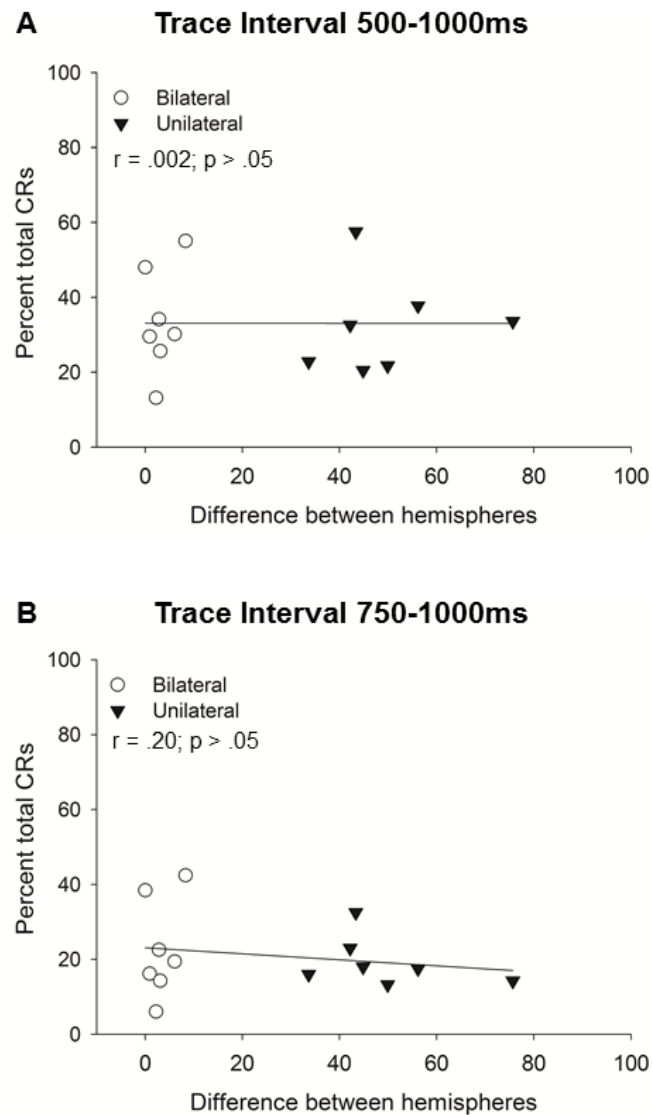 A Trace Interval 500-1000ms
100
Bilateral
Unilateral
80
r = .002; p > .05
60
40
20
0
Percent total CRs
0 20 40 60 80 100
Difference between hemispheres
B Trace Interval 750-1000ms
100
Bilateral
Unilateral
80
r = .20; p > .05
60
40
20
0
Percent total CRs
0 20 40 60 80 100
Difference between hemispheres